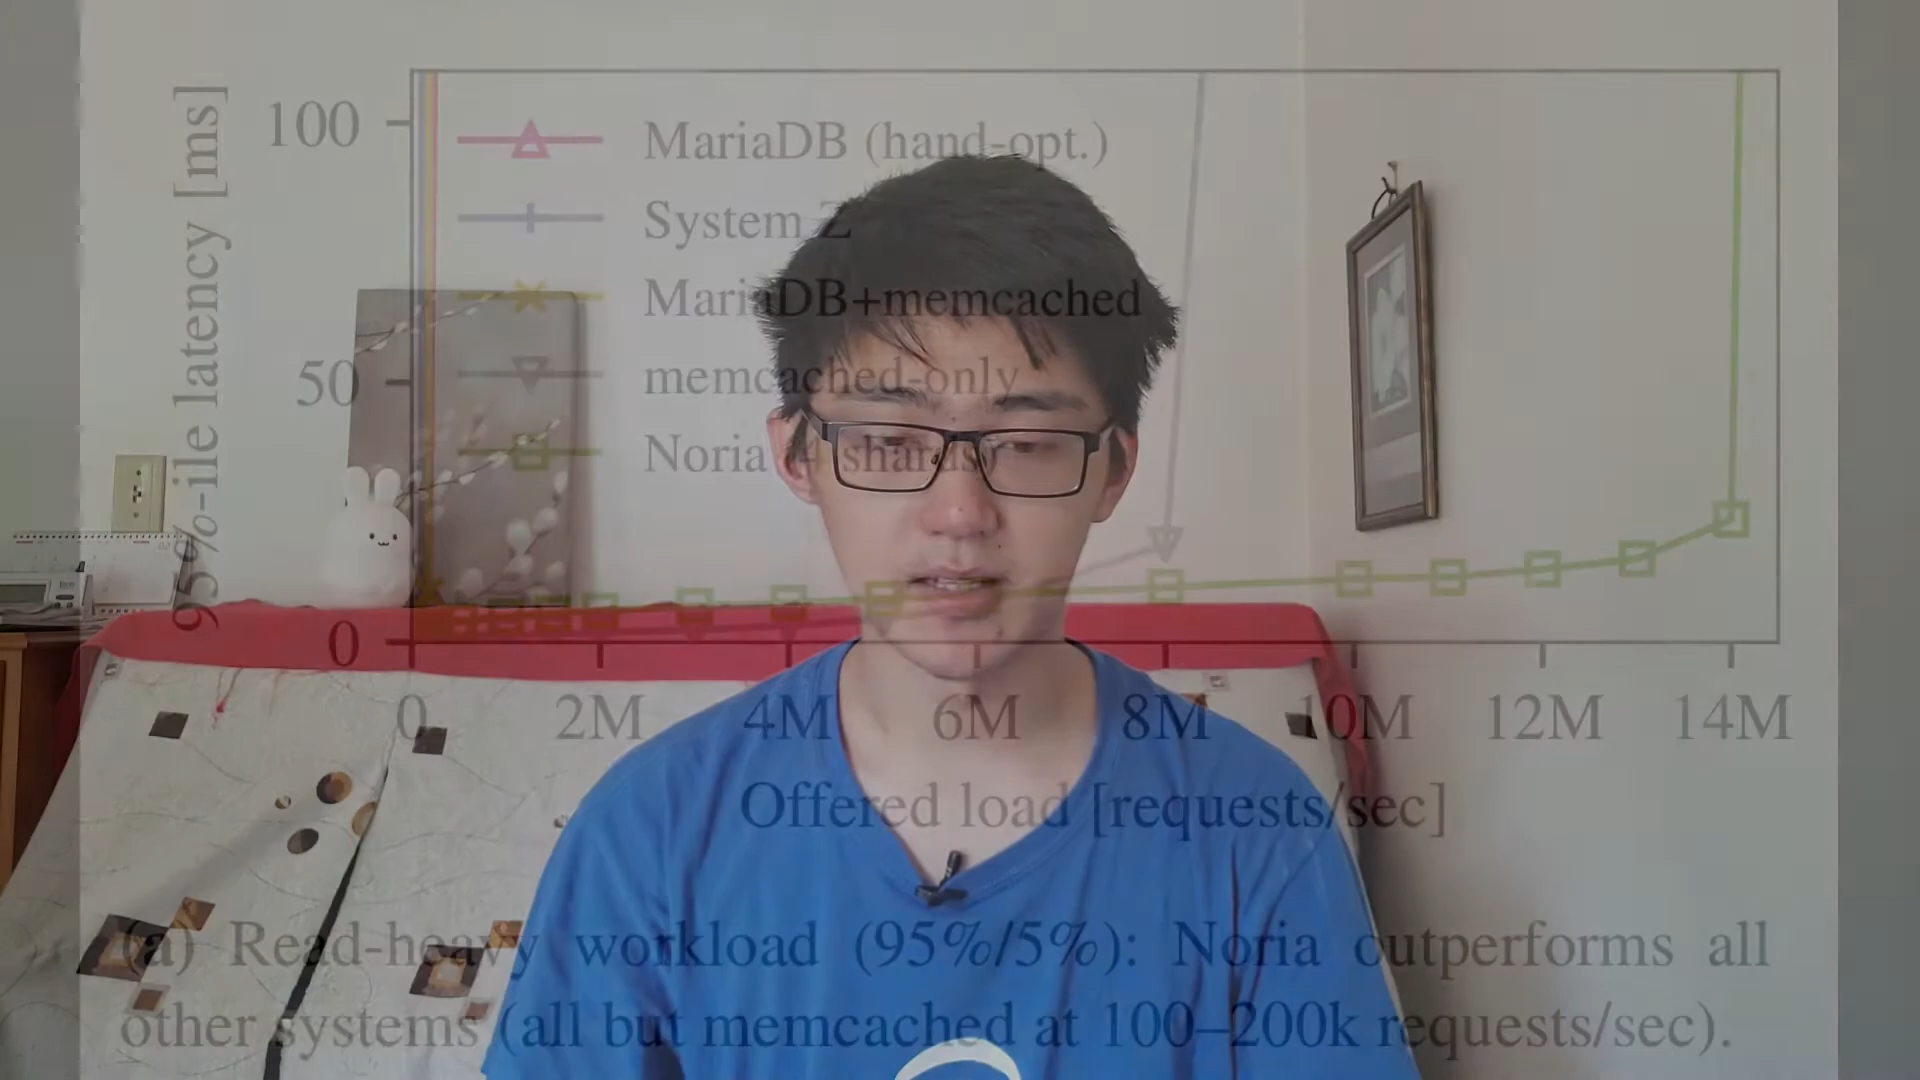 95%-ile latency [ms]
100
50
0
MariaDB (hand-opt.)
System Z
MariaDB+memcached
memcached-only
Noria (4 shards)
0 2M 4M 6M 8M 10M 12M 14M
Offered load [requests/sec]
(a) Read-heavy workload (95%/5%): Noria outperforms all
other systems (all but memcached at 100–200k requests/sec).